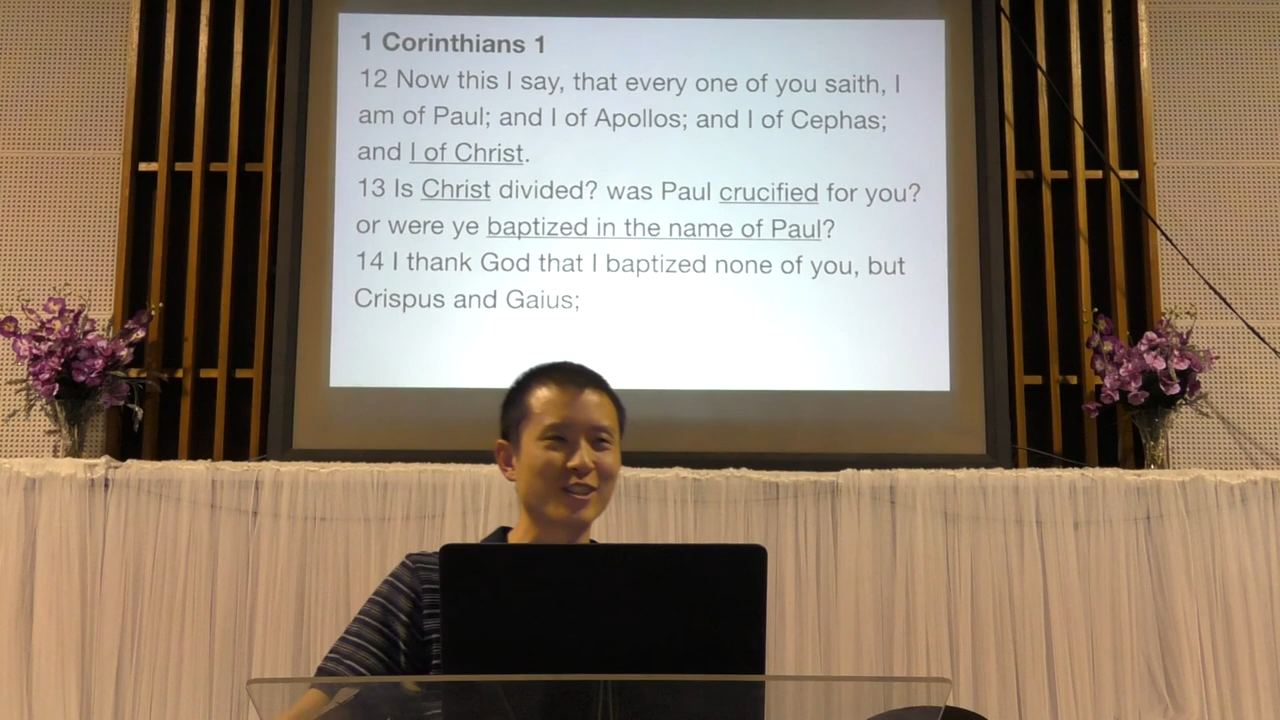 1 Corinthians 1
12 Now this I say, that every one of you saith, I
am of Paul; and I of Apollos; and I of Cephas;
and I of Christ.
13 Is Christ divided? was Paul crucified for you?
or were ye baptized in the name of Paul?
14 I thank God that I baptized none of you, but
Crispus and Gaius;